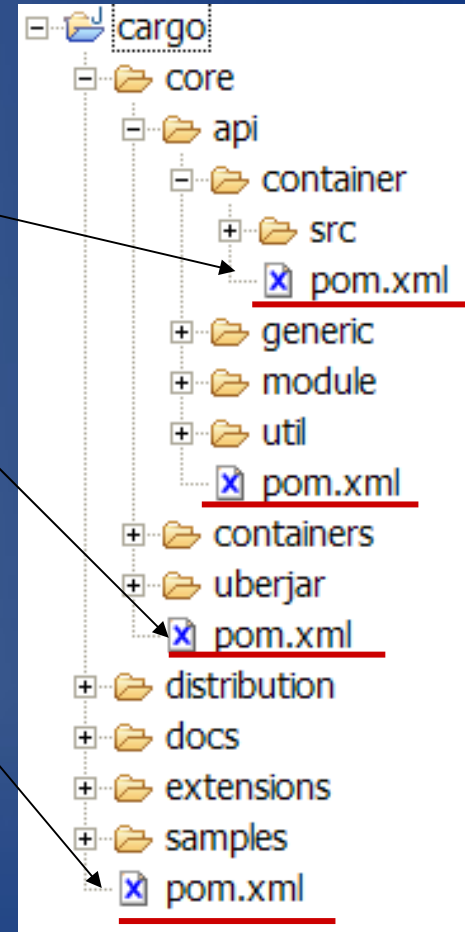 cargo
core
api
container
src
pom.xml
generic
module
util
pom.xml
containers
uberjar
pom.xml
distribution
docs
extensions
samples
pom.xml